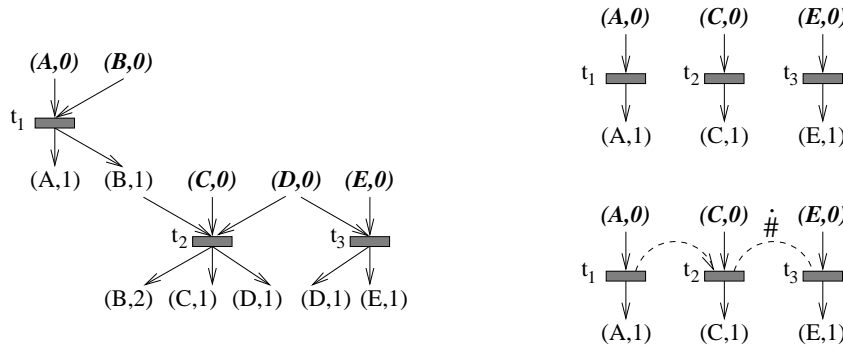 (A,0) (B,0)
t1
(A,1) (B,1) (C,0) (D,0) (E,0)
t2 t3
(B,2) (C,1) (D,1) (D,1) (E,1)
(A,0) (C,0) (E,0)
t1 t2 t3
(A,1) (C,1) (E,1)
(A,0) (C,0) (E,0)
#̇
t1 t2 t3
(A,1) (C,1) (E,1)